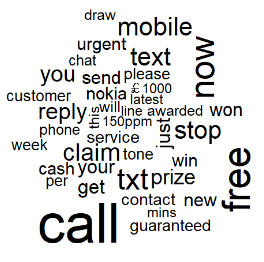 draw
mobile
urgent
now
chat
text
you
send
please
nokia
£1000
latest
customer
this
will
line
awarded
won
reply
150ppm
phone
service
just
stop
week
claim
tone
win
cash
your
free
per
get
txt
prize
call
contact
new
mins
guaranteed